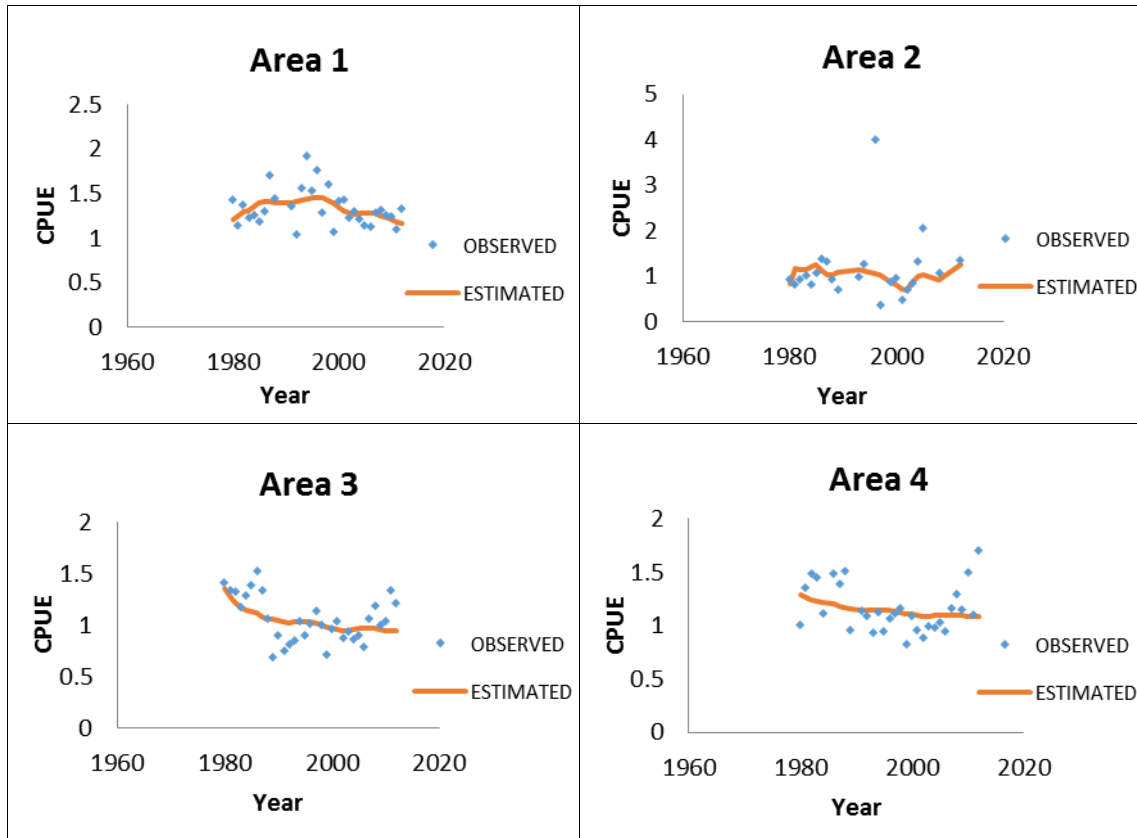 Area 1
2.5
2
1.5
1
0.5
0
CPUE
1960 1980 2000 2020
Year
OBSERVED
ESTIMATED
Area 2
5
4
3
2
1
0
CPUE
1960 1980 2000 2020
Year
OBSERVED
ESTIMATED
Area 3
2
1.5
1
0.5
0
CPUE
1960 1980 2000 2020
Year
OBSERVED
ESTIMATED
Area 4
2
1.5
1
0.5
0
CPUE
1960 1980 2000 2020
Year
OBSERVED
ESTIMATED